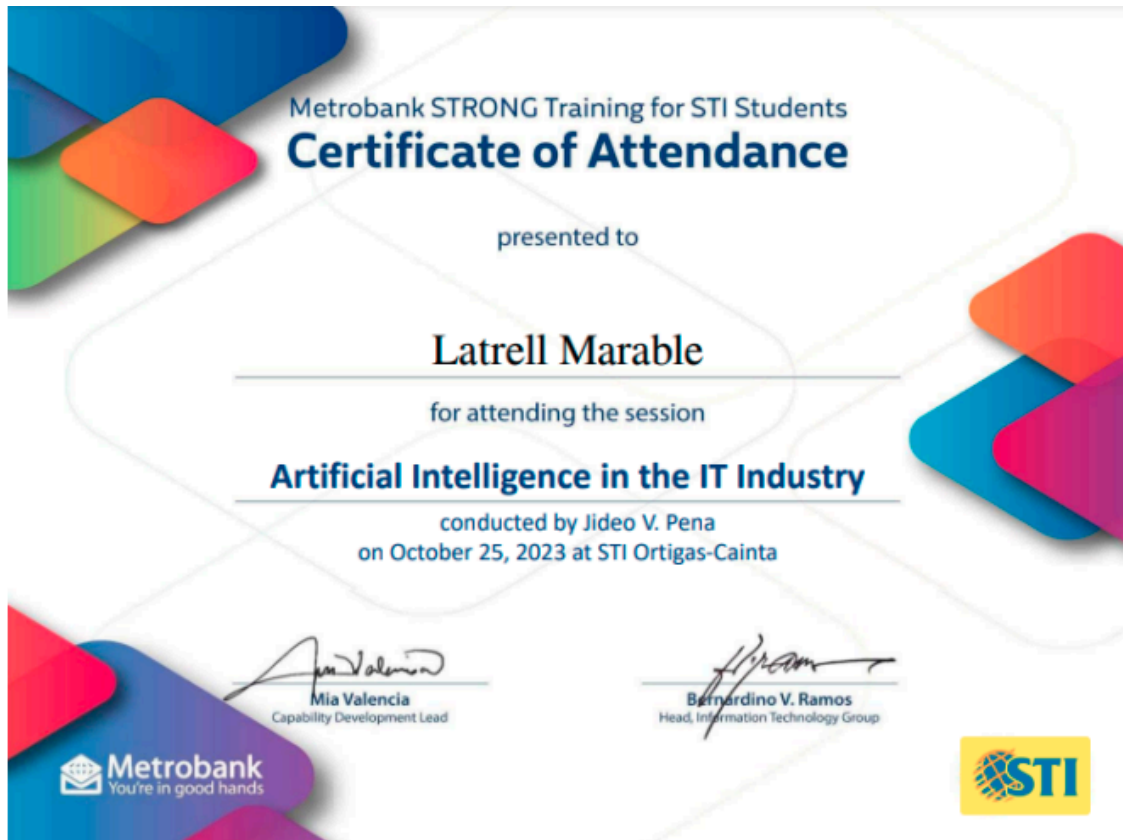 Metrobank STRONG Training for STI Students
Certificate of Attendance
presented to
Latrell Marable
for attending the session
Artificial Intelligence in the IT Industry
conducted by Jideo V. Pena
on October 25, 2023 at STI Ortigas-Cainta
Mia Valencia
Capability Development Lead
Bernardino V. Ramos
Head, Information Technology Group
Metrobank
You're in good hands
STI